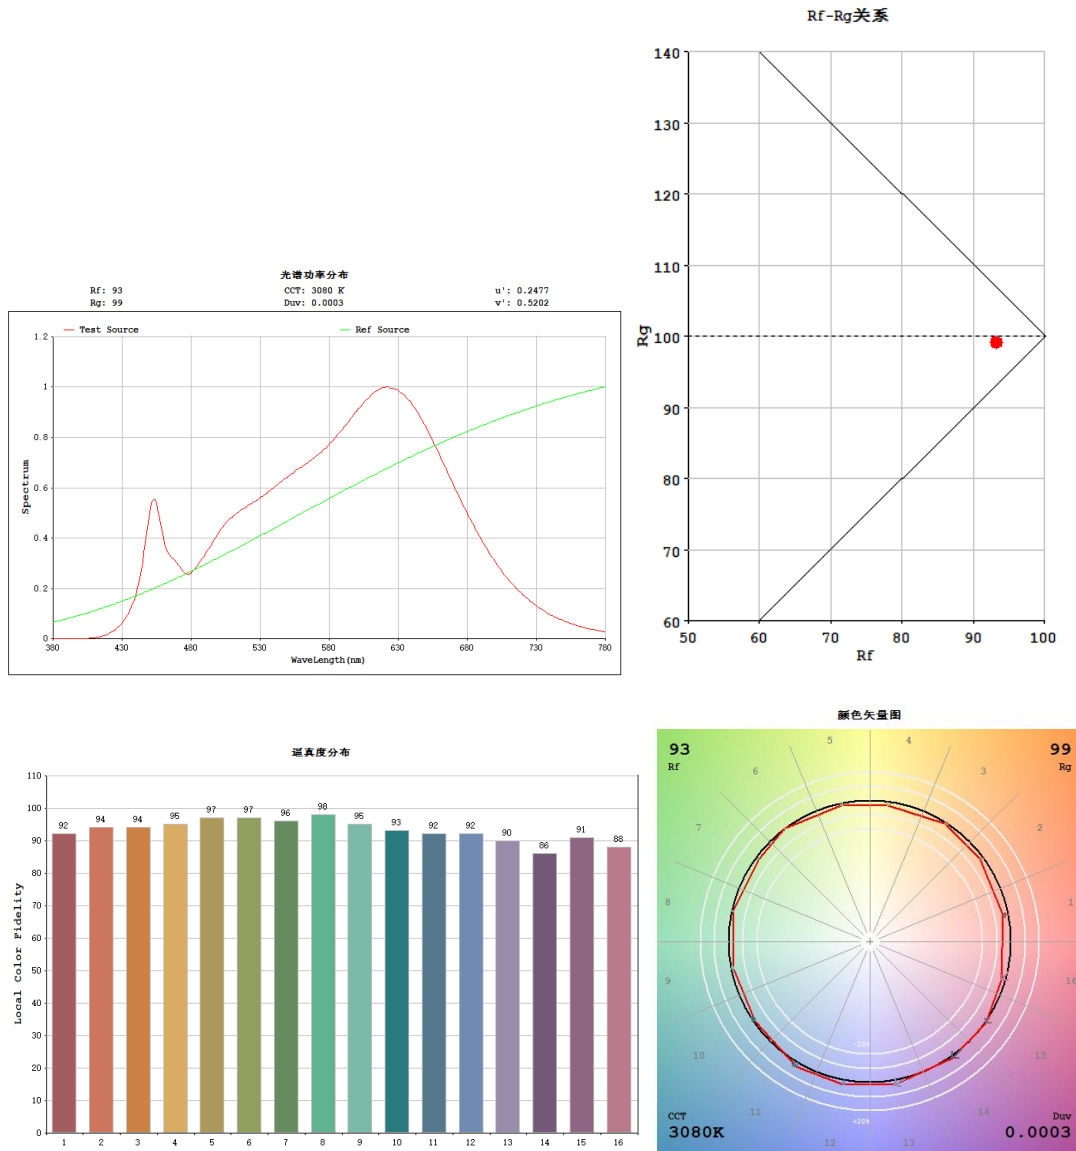 Rf-Rg关系
140
130
120
110
100
90
80
70
60
Rg
50 60 70 80 90 100
Rf
光谱功率分布
Rf: 93 CCT: 3080 K u': 0.2477
Rg: 99 Duv: 0.0003 v': 0.5202
Test Source Ref Source
1.2
1
0.8
0.6
0.4
0.2
0
Spectrum
380 430 480 530 580 630 680 730 780
WaveLength(nm)
逼真度分布
110
100
90
80
70
60
50
40
30
20
10
0
Local Color Fidelity
92 94 94 95 97 97 96 98 95 93 92 92 90 86 91 88
1 2 3 4 5 6 7 8 9 10 11 12 13 14 15 16
颜色矢量图
93
Rf
99
Rg
5 4
6 3
7 2
8 1
9 16
10 15
11 14
12 13
-20%
+20%
CCT
3080K
Duv
0.0003